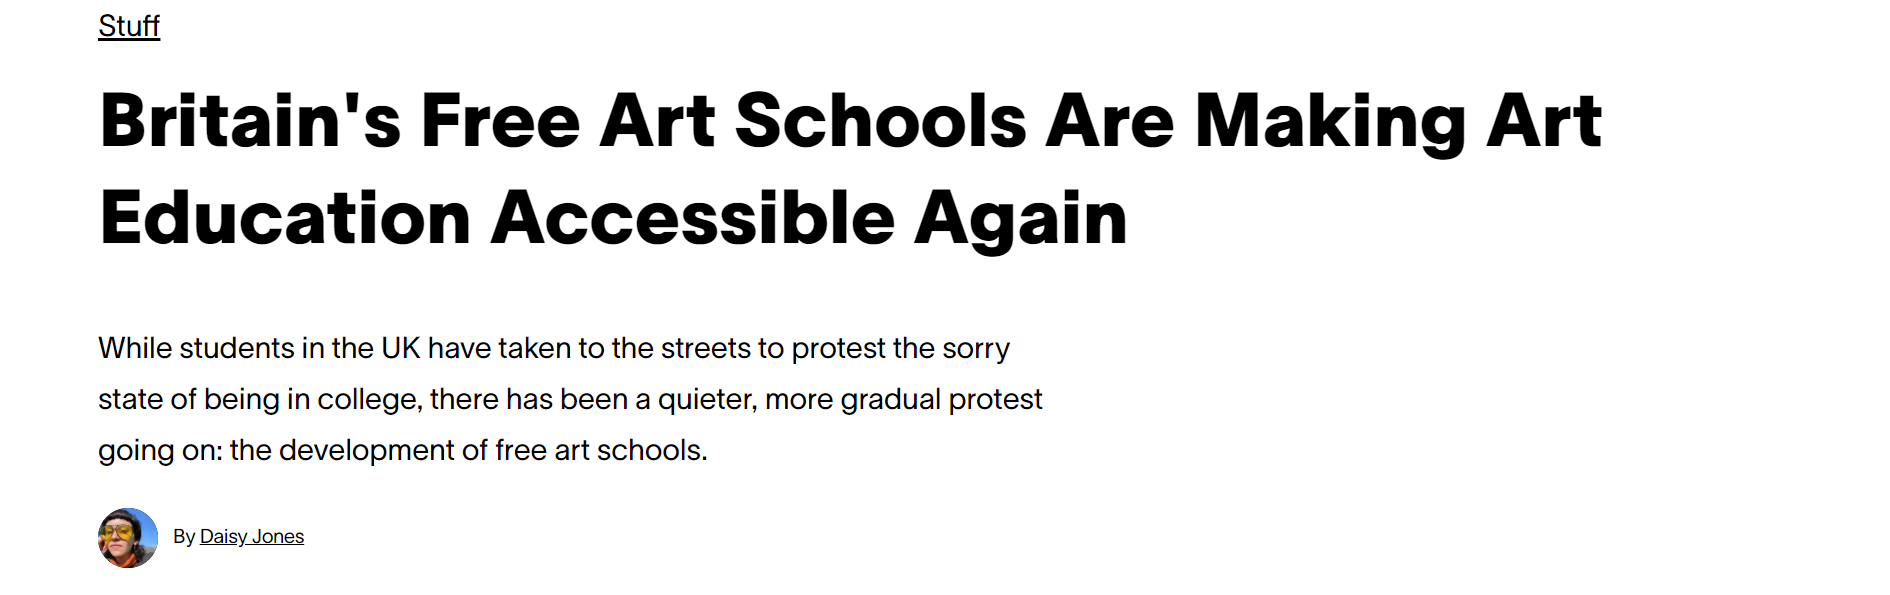 Stuff
Britain's Free Art Schools Are Making Art
Education Accessible Again
While students in the UK have taken to the streets to protest the sorry
state of being in college, there has been a quieter, more gradual protest
going on: the development of free art schools.
By Daisy Jones